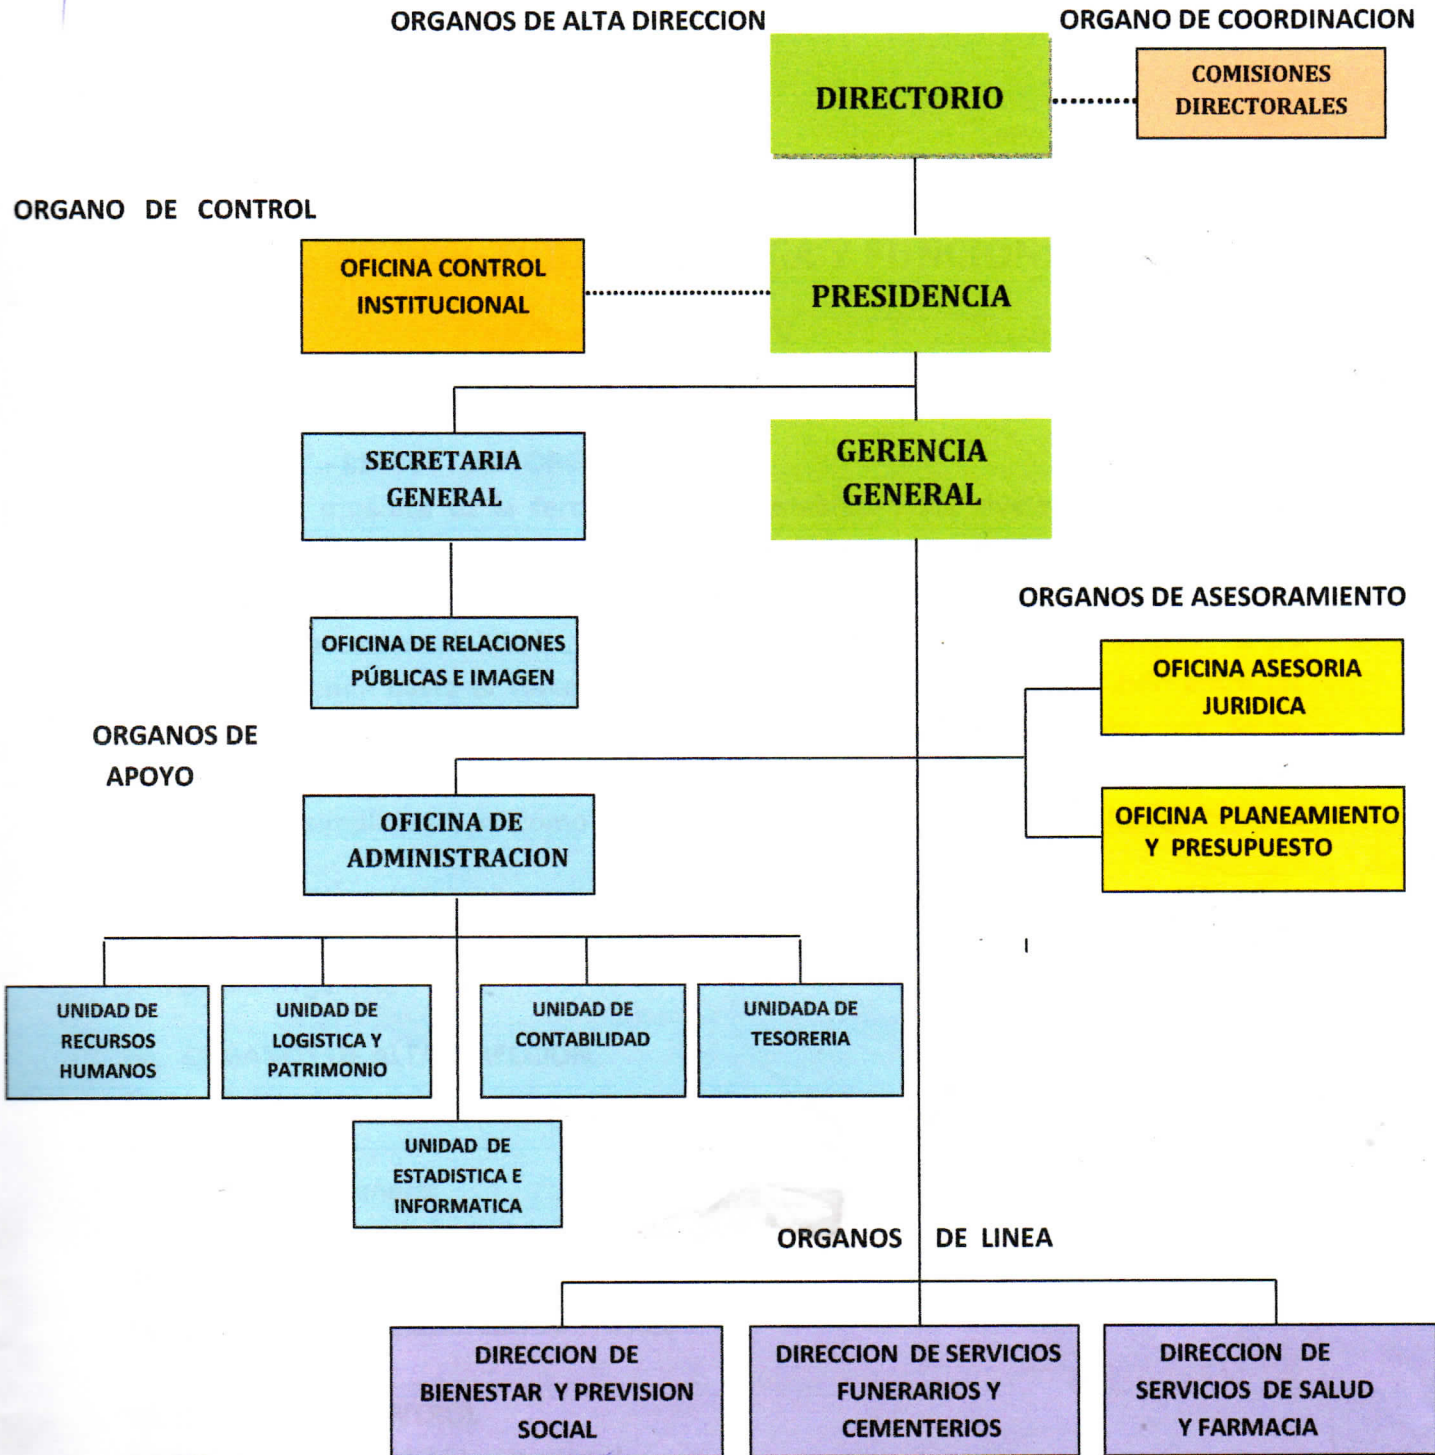 ORGANOS DE ALTA DIRECCION
ORGANO DE COORDINACION
DIRECTORIO
COMISIONES
DIRECTORALES
ORGANO DE CONTROL
OFICINA CONTROL
INSTITUCIONAL
PRESIDENCIA
SECRETARIA
GENERAL
GERENCIA
GENERAL
OFICINA DE RELACIONES
PÚBLICAS E IMAGEN
ORGANOS DE ASESORAMIENTO
OFICINA ASESORIA
JURIDICA
OFICINA PLANEAMIENTO
Y PRESUPUESTO
ORGANOS DE
APOYO
OFICINA DE
ADMINISTRACION
UNIDAD DE
RECURSOS
HUMANOS
UNIDAD DE
LOGISTICA Y
PATRIMONIO
UNIDAD DE
CONTABILIDAD
UNIDADA DE
TESORERIA
UNIDAD DE
ESTADISTICA E
INFORMATICA
ORGANOS DE LINEA
DIRECCION DE
BIENESTAR Y PREVISION
SOCIAL
DIRECCION DE SERVICIOS
FUNERARIOS Y
CEMENTERIOS
DIRECCION DE
SERVICIOS DE SALUD
Y FARMACIA